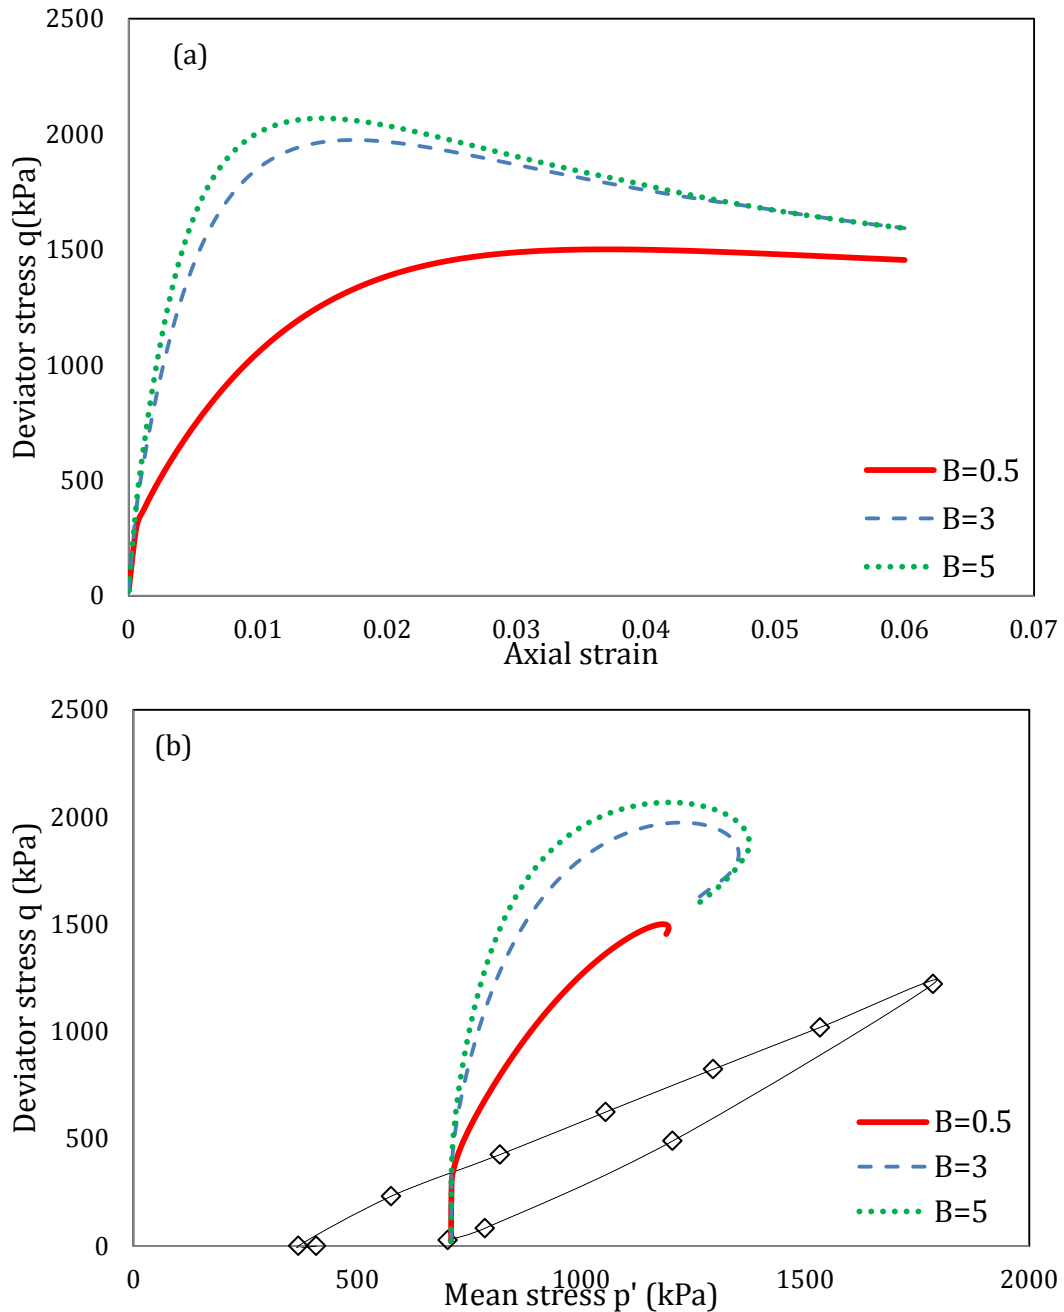 2500
(a)
2000
1500
1000
500
0
Deviator stress q(kPa)
B=0.5
B=3
B=5
0 0.01 0.02 0.03 0.04 0.05 0.06 0.07
Axial strain
2500
(b)
2000
1500
1000
500
0
Deviator stress q (kPa)
B=0.5
B=3
B=5
0 500 1000 1500 2000
Mean stress p' (kPa)